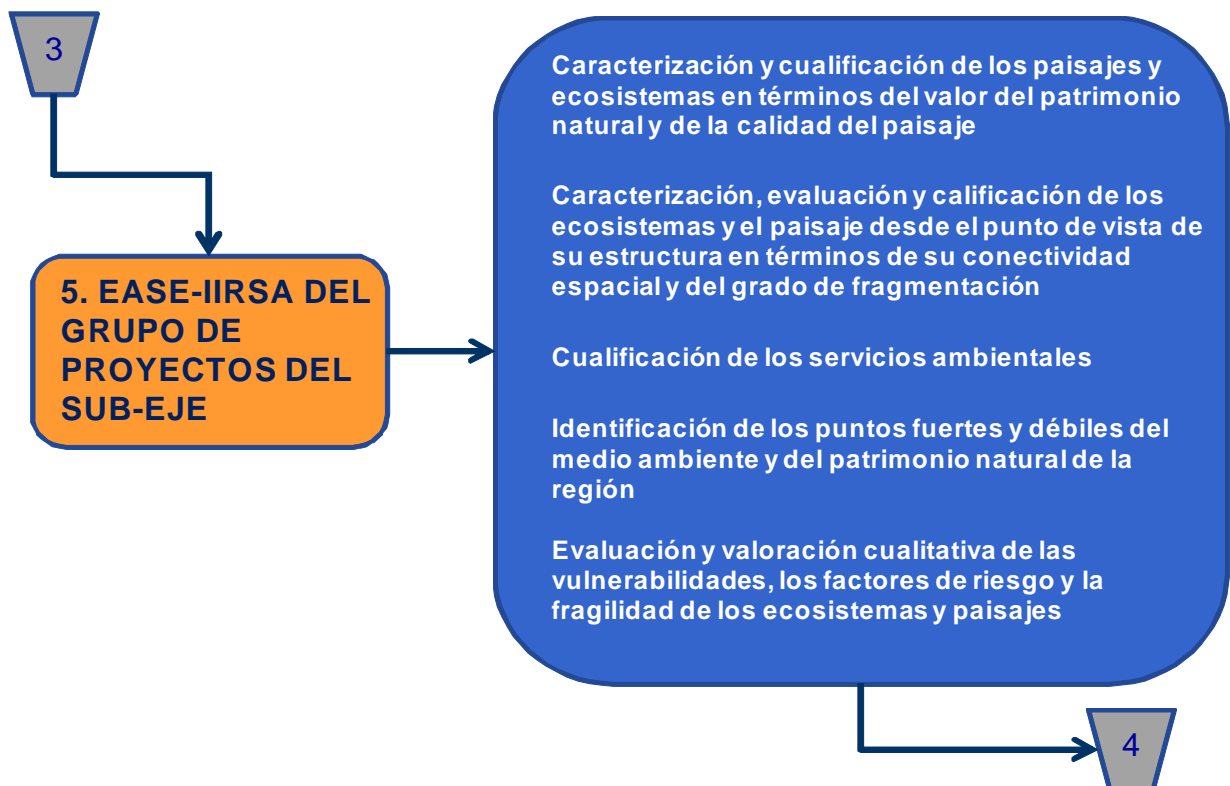 3
5. EASE-IIRSA DEL
GRUPO DE
PROYECTOS DEL
SUB-EJE
Caracterización y cualificación de los paisajes y
ecosistemas en términos del valor del patrimonio
natural y de la calidad del paisaje
Caracterización, evaluación y calificación de los
ecosistemas y el paisaje desde el punto de vista de
su estructura en términos de su conectividad
espacial y del grado de fragmentación
Cualificación de los servicios ambientales
Identificación de los puntos fuertes y débiles del
medio ambiente y del patrimonio natural de la
región
Evaluación y valoración cualitativa de las
vulnerabilidades, los factores de riesgo y la
fragilidad de los ecosistemas y paisajes
4